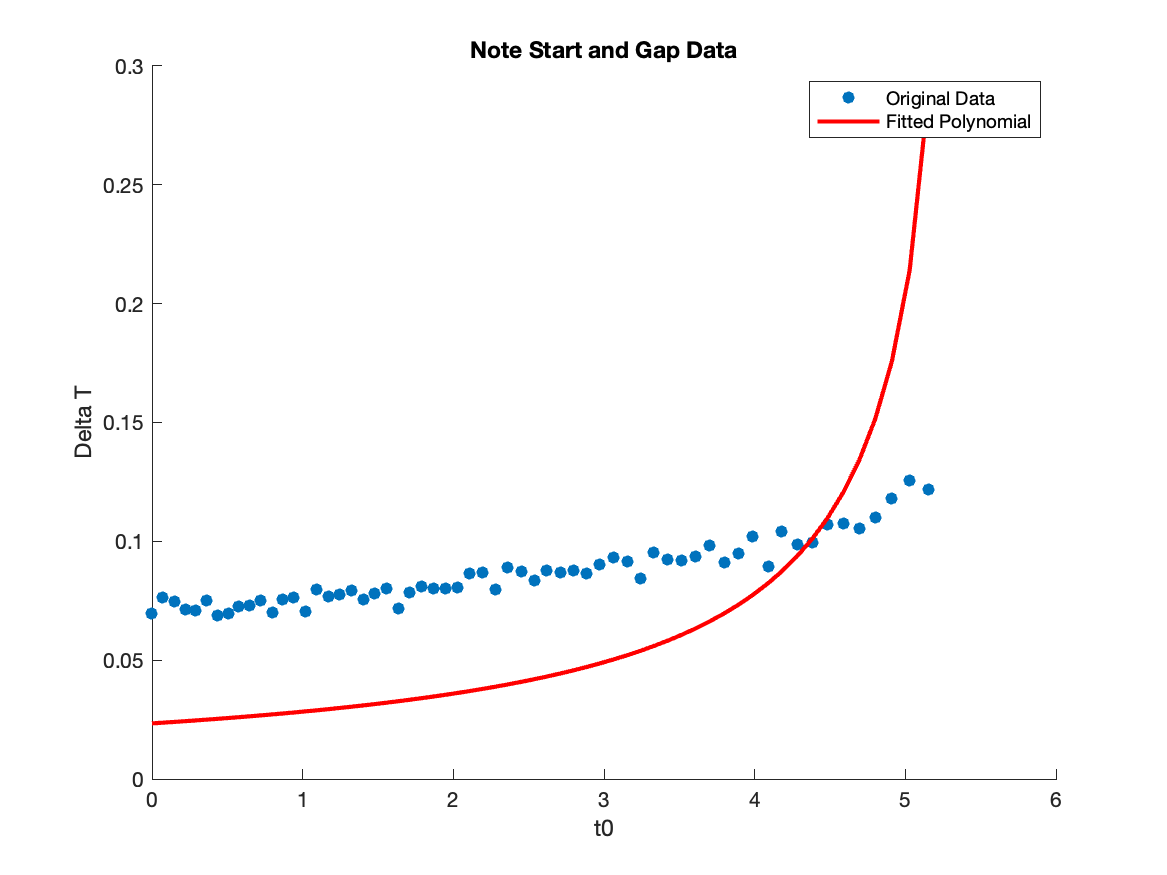 Note Start and Gap Data
0.3
0.25
0.2
0.15
0.1
0.05
0
Delta T
Original Data
Fitted Polynomial
0 1 2 3 4 5 6
t0